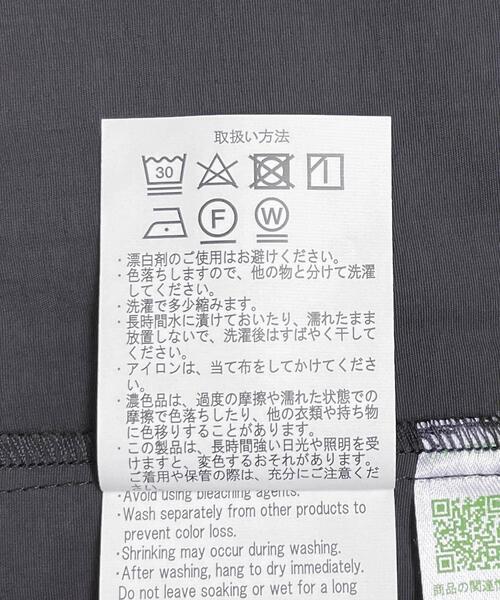 取扱い方法
30
F
W
・漂白剤のご使用はお避けください。
・色落ちしますので、他の物と分けて洗濯
してください。
・洗濯で多少縮みます。
・長時間水に漬けておいたり、濡れたまま
放置しないで、洗濯後はすばやく干して
ください。
・アイロンは、当て布をしてかけてくださ
い。
・濃色品は、過度の摩擦や濡れた状態での
摩擦で色落ちしたり、他の衣類や持ち物
に色移りすることがあります。
・この製品は、長時間強い日光や照明を受
けますと、変色するおそれがあります。
ご着用や保管の際は、充分にご注意くだ
さい。
・Avoid using bleaching agents.
・Wash separately from other products to
prevent color loss.
・Shrinking may occur during washing.
・After washing, hang to dry immediately.
Do not leave soaking or wet for a long
商品の関連情